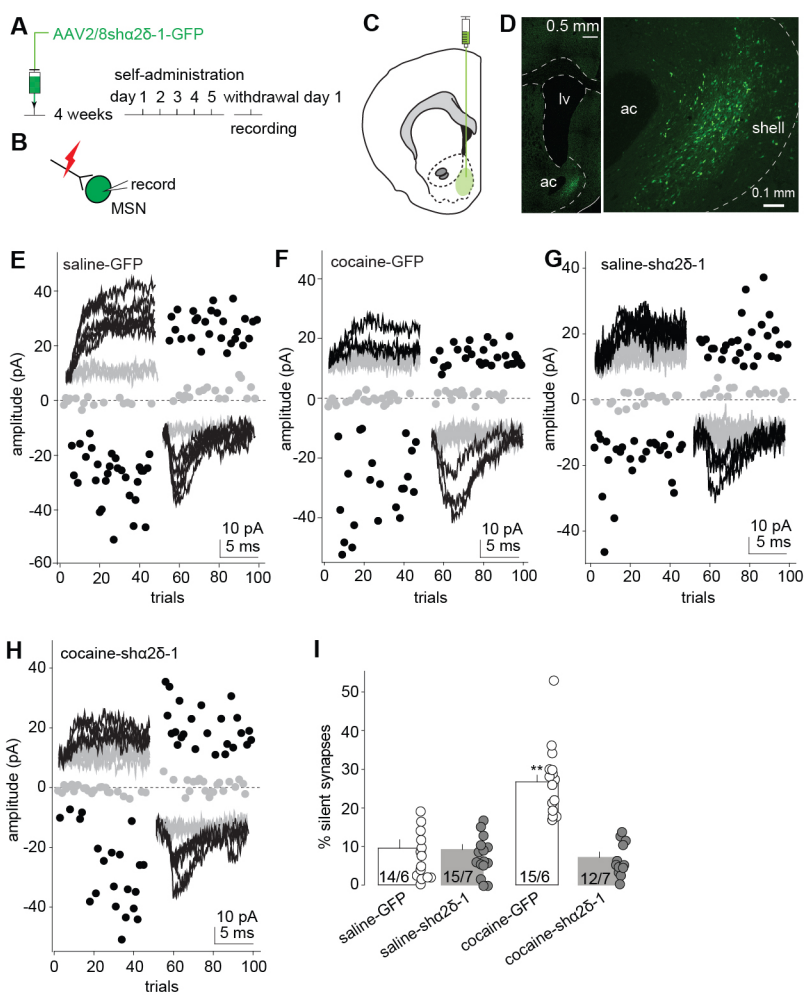 A
AAV2/8shα2δ-1-GFP
self-administration
day 1 2 3 4 5 withdrawal day 1
4 weeks
recording
B
record
MSN
C
D
0.5 mm
lv
ac
ac
shell
0.1 mm
E
saline-GFP
amplitude (pA)
40
20
0
-20
-40
-60
10 pA
5 ms
0 20 40 60 80 100
trials
F
cocaine-GFP
amplitude (pA)
40
20
0
-20
-40
10 pA
5 ms
0 20 40 60 80 100
trials
G
saline-shα2δ-1
amplitude (pA)
40
20
0
-20
-40
10 pA
5 ms
0 20 40 60 80 100
trials
H
cocaine-shα2δ-1
amplitude (pA)
40
20
0
-20
-40
10 pA
5 ms
0 20 40 60 80 100
trials
I
% silent synapses
50
40
30
20
10
0
**
14/6 15/7 15/6 12/7
saline-GFP
saline-shα2δ-1
cocaine-GFP
cocaine-shα2δ-1